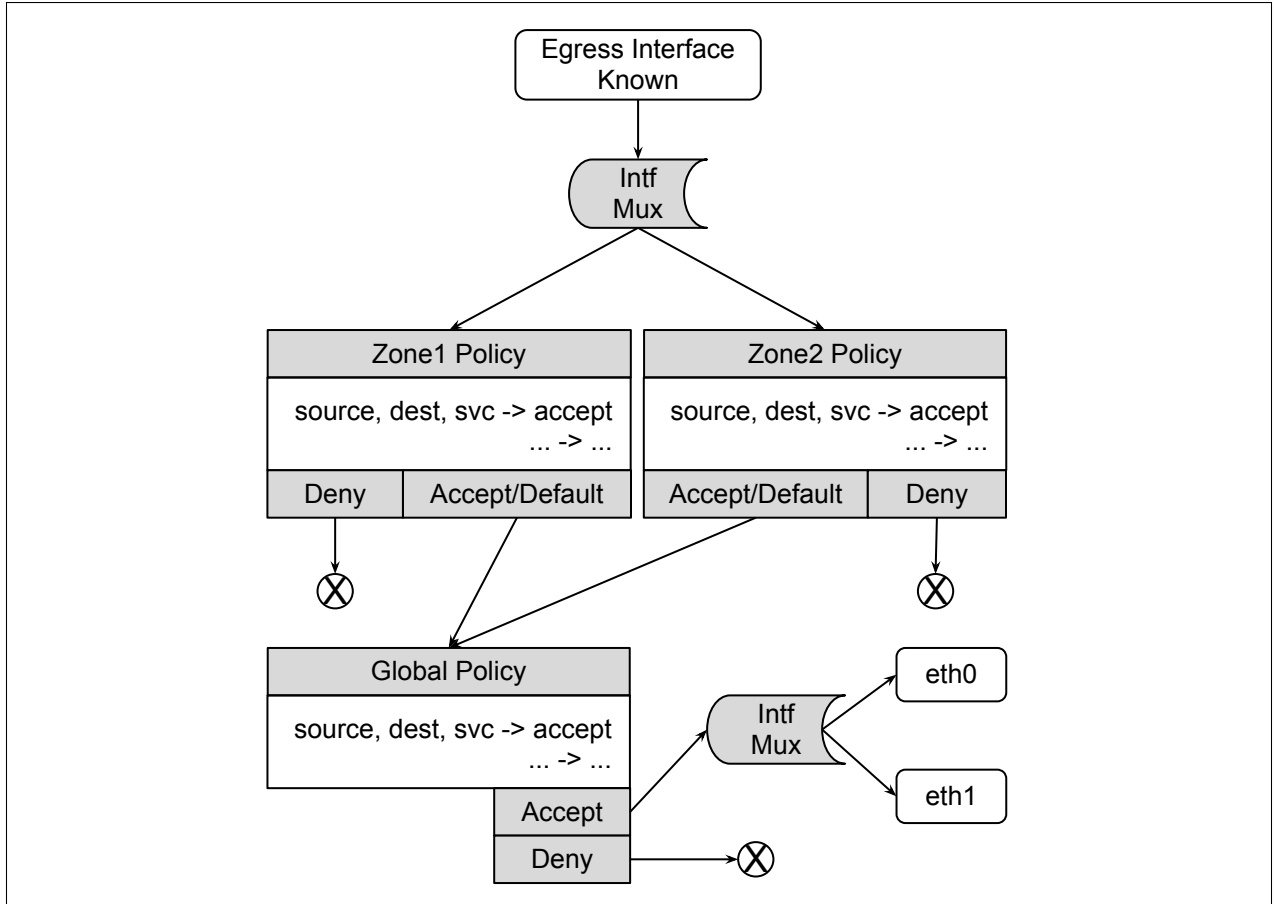 Egress Interface
Known
Intf
Mux
Zone1 Policy
source, dest, svc -> accept
... -> ...
Deny
Accept/Default
Zone2 Policy
source, dest, svc -> accept
... -> ...
Accept/Default
Deny
X
X
Global Policy
source, dest, svc -> accept
... -> ...
Accept
Deny
X
Intf
Mux
eth0
eth1